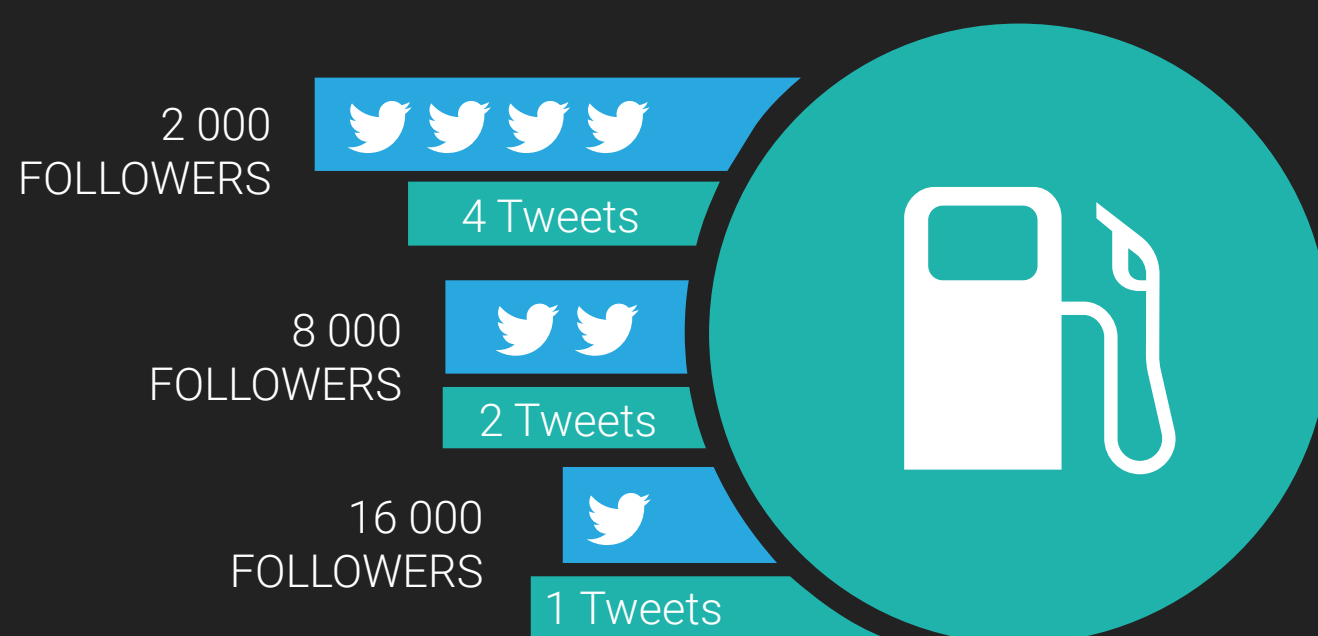 2 000
FOLLOWERS
4 Tweets
8 000
FOLLOWERS
2 Tweets
16 000
FOLLOWERS
1 Tweets